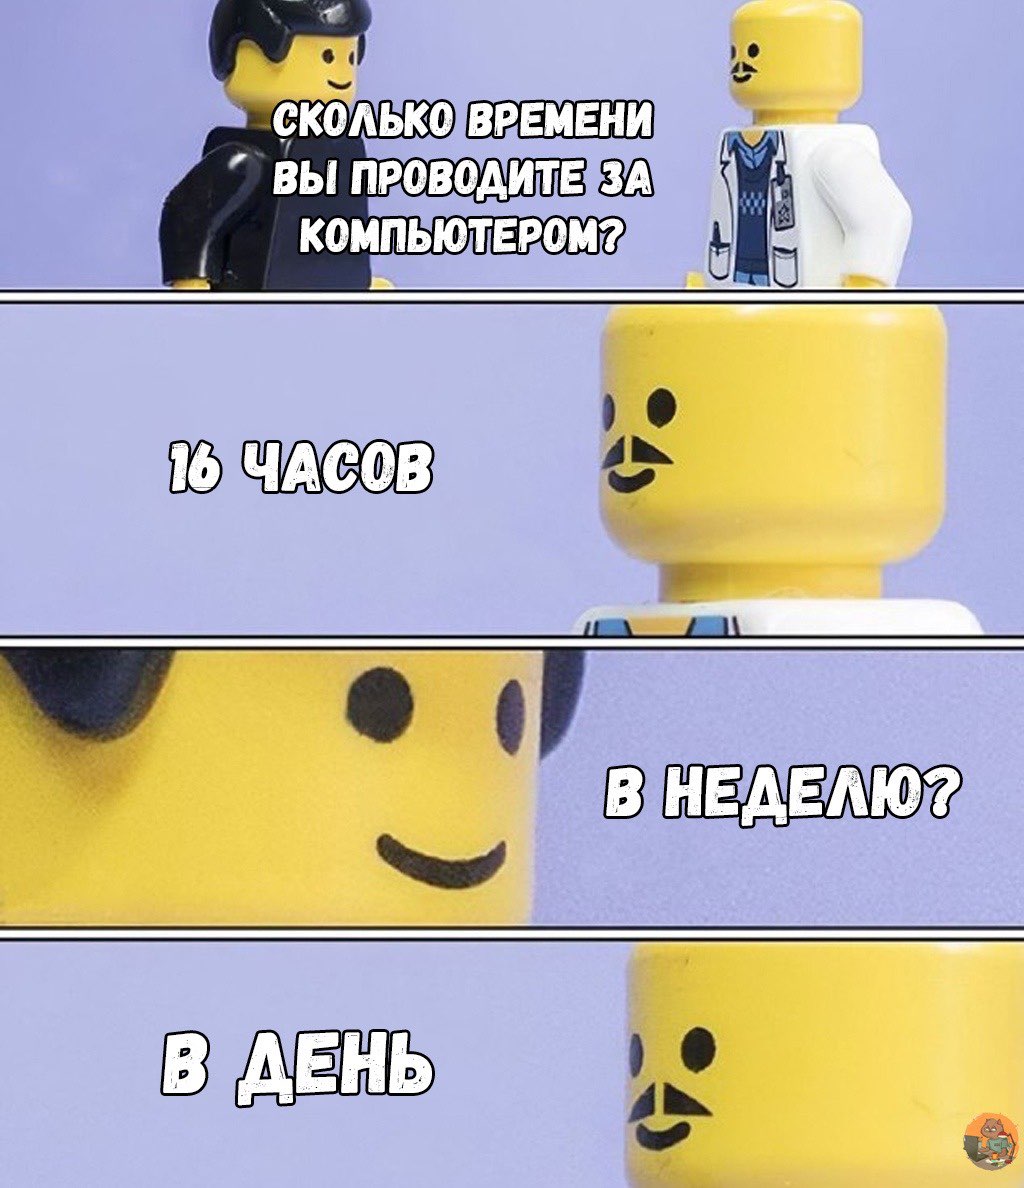 СКОЛЬКО ВРЕМЕНИ
ВЫ ПРОВОДИТЕ ЗА
КОМПЬЮТЕРОМ?
16 ЧАСОВ
В НЕДЕЛЮ?
В ДЕНЬ